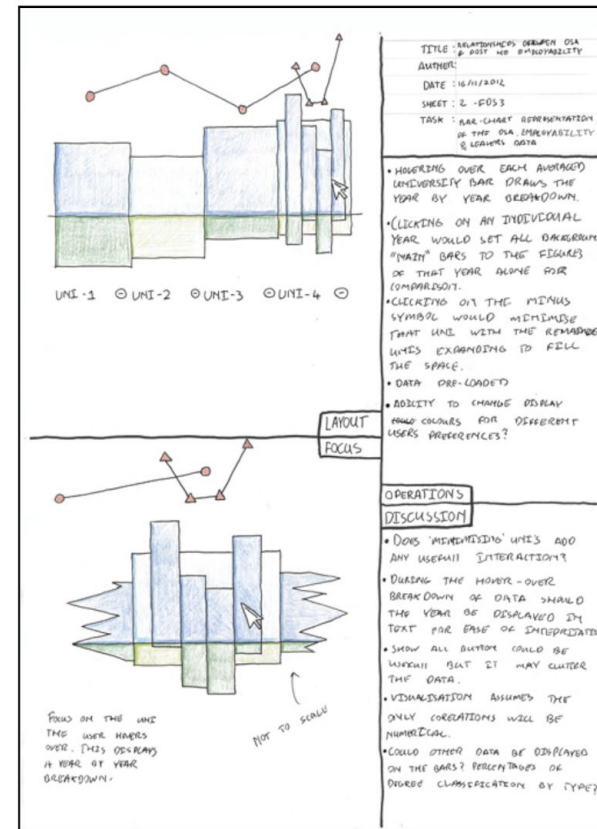 TITLE : RELATIONSHIPS BETWEEN OSA
& POST HE EMPLOYABILITY
AUTHOR:
DATE : 16/11/2012
SHEET : 2 - FDS3
TASK : BAR-CHART REPRESENTATION
OF THE OSA, EMPLOYABILITY
& LEAVERS DATA
• HOVERING OVER EACH AVERAGED
UNIVERSITY BAR DRAWS THE
YEAR BY YEAR BREAKDOWN.
• CLICKING ON AN INDIVIDUAL
YEAR WOULD SET ALL BACKGROUN
"MAIN" BARS TO THE FIGURES
OF THAT YEAR ALONE FOR
COMPARISON.
• CLICKING ON THE MINUS
SYMBOL WOULD MINIMISE
THAT UNI WITH THE
UNIS EXPANDING TO FILL
THE SPACE.
• DATA PRE-LOADED
• ABILITY TO CHANGE DISPLAY
COLOURS FOR DIFFERENT
USERS PREFERENCES?
UNI-1 ⊖ UNI-2 ⊖ UNI-3 ⊖ UNI-4 ⊖
LAYOUT
FOCUS
OPERATIONS
DISCUSSION
• DOES 'MINIMISING' UNI'S ADD
ANY USEFULL INTERACTION?
• DURING THE HOVER-OVER
BREAKDOWN OF DATA SHOULD
THE YEAR BE DISPLAYED IN
TEXT FOR EASE OF
• SHOW ALL BUTTON COULD BE
USEFULL BUT IT MAY CLUTTER
THE DATA.
• VISUALISATION ASSUMES THE
ONLY CORELATIONS WILL BE
NUMERICAL.
• COULD OTHER DATA BE DISPLAYED
ON THE BARS? PERCENTAGES OF
DEGREE CLASSIFICATION BY TYPE?
FOCUS ON THE UNI
THE USER HOVERS
OVER. THIS DISPLAYS
A YEAR BY YEAR
BREAKDOWN.
NOT TO SCALE